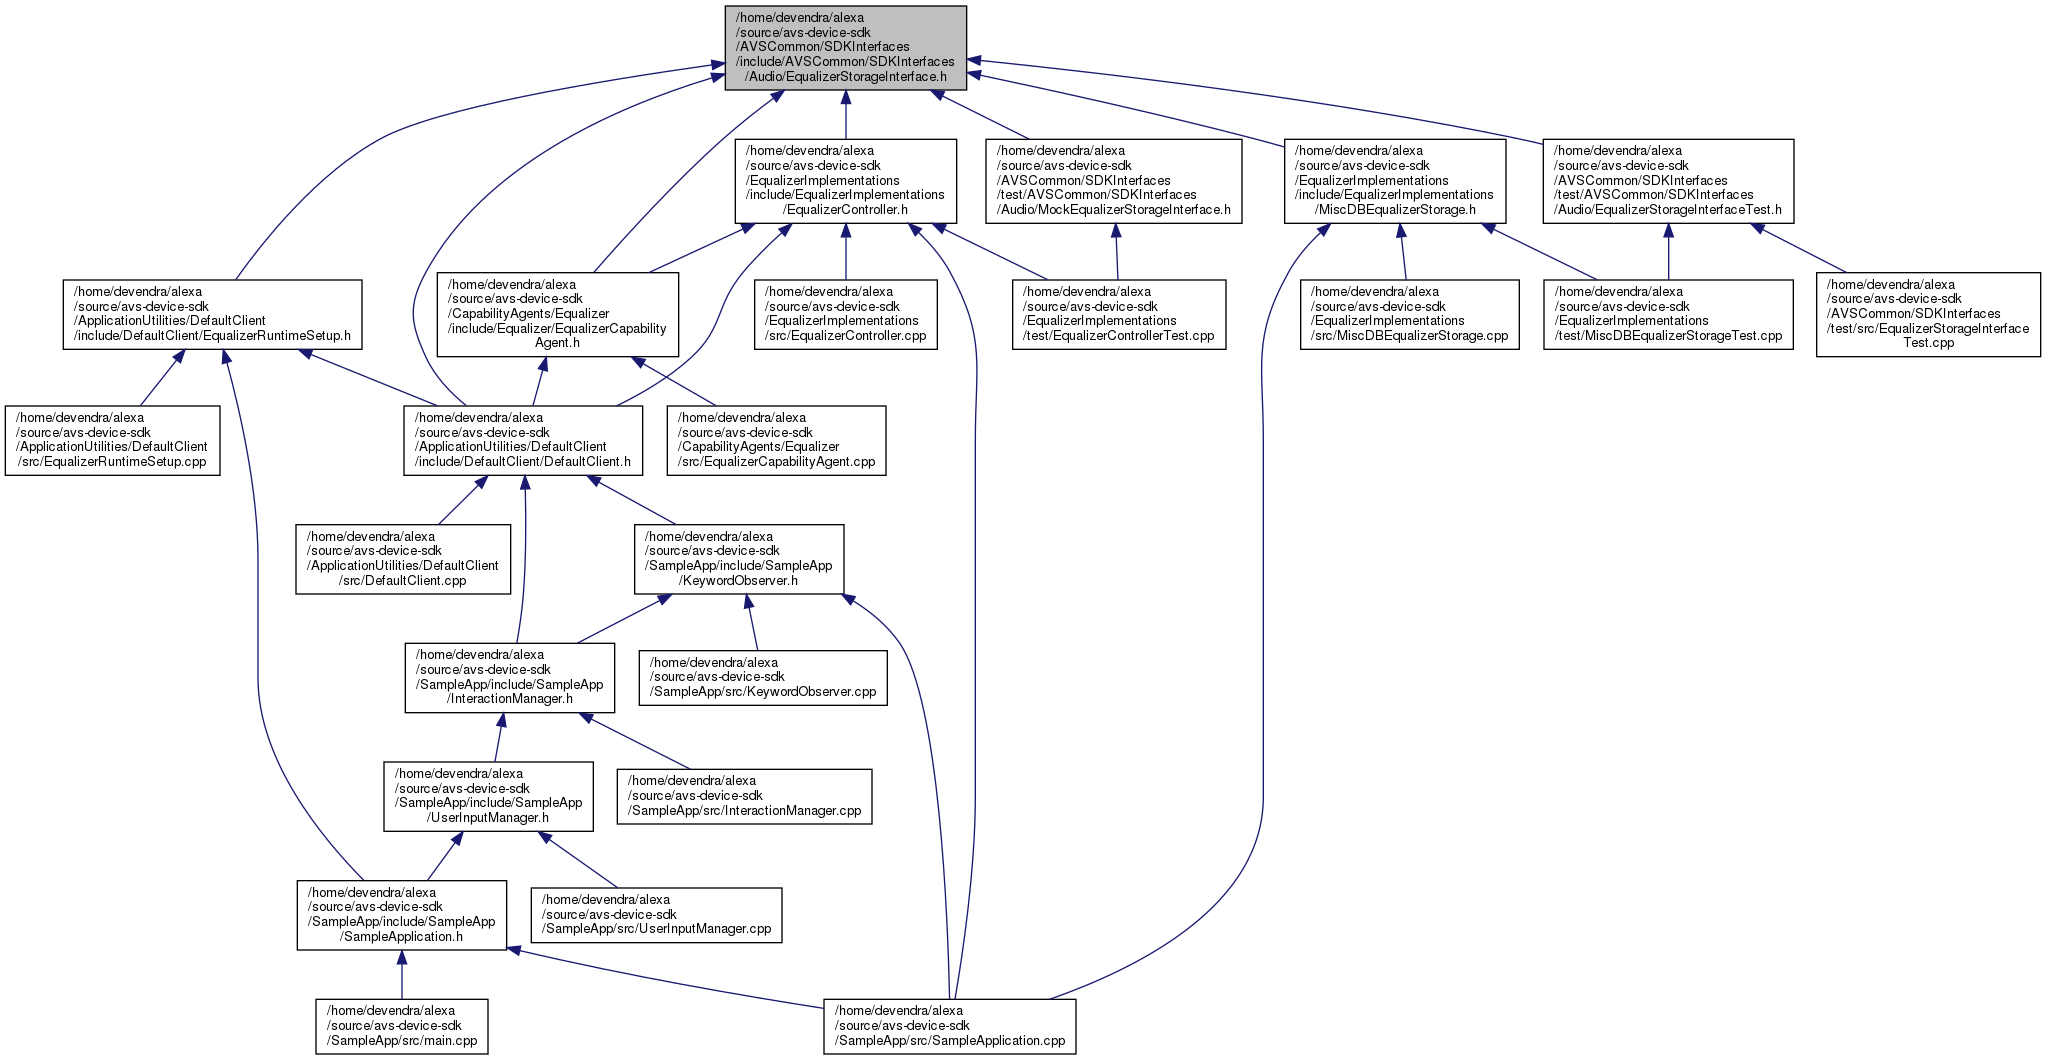 /home/devendra/alexa
/source/avs-device-sdk
/AVSCommon/SDKInterfaces
/include/AVSCommon/SDKInterfaces
/Audio/EqualizerStorageInterface.h
/home/devendra/alexa
/source/avs-device-sdk
/EqualizerImplementations
/include/EqualizerImplementations
/EqualizerController.h
/home/devendra/alexa
/source/avs-device-sdk
/AVSCommon/SDKInterfaces
/test/AVSCommon/SDKInterfaces
/Audio/MockEqualizerStorageInterface.h
/home/devendra/alexa
/source/avs-device-sdk
/EqualizerImplementations
/include/EqualizerImplementations
/MiscDBEqualizerStorage.h
/home/devendra/alexa
/source/avs-device-sdk
/AVSCommon/SDKInterfaces
/test/AVSCommon/SDKInterfaces
/Audio/EqualizerStorageInterfaceTest.h
/home/devendra/alexa
/source/avs-device-sdk
/ApplicationUtilities/DefaultClient
/include/DefaultClient/EqualizerRuntimeSetup.h
/home/devendra/alexa
/source/avs-device-sdk
/CapabilityAgents/Equalizer
/include/Equalizer/EqualizerCapability
Agent.h
/home/devendra/alexa
/source/avs-device-sdk
/EqualizerImplementations
/src/EqualizerController.cpp
/home/devendra/alexa
/source/avs-device-sdk
/EqualizerImplementations
/test/EqualizerControllerTest.cpp
/home/devendra/alexa
/source/avs-device-sdk
/EqualizerImplementations
/src/MiscDBEqualizerStorage.cpp
/home/devendra/alexa
/source/avs-device-sdk
/EqualizerImplementations
/test/MiscDBEqualizerStorageTest.cpp
/home/devendra/alexa
/source/avs-device-sdk
/AVSCommon/SDKInterfaces
/test/src/EqualizerStorageInterface
Test.cpp
/home/devendra/alexa
/source/avs-device-sdk
/ApplicationUtilities/DefaultClient
/src/EqualizerRuntimeSetup.cpp
/home/devendra/alexa
/source/avs-device-sdk
/ApplicationUtilities/DefaultClient
/include/DefaultClient/DefaultClient.h
/home/devendra/alexa
/source/avs-device-sdk
/CapabilityAgents/Equalizer
/src/EqualizerCapabilityAgent.cpp
/home/devendra/alexa
/source/avs-device-sdk
/ApplicationUtilities/DefaultClient
/src/DefaultClient.cpp
/home/devendra/alexa
/source/avs-device-sdk
/SampleApp/include/SampleApp
/KeywordObserver.h
/home/devendra/alexa
/source/avs-device-sdk
/SampleApp/include/SampleApp
/InteractionManager.h
/home/devendra/alexa
/source/avs-device-sdk
/SampleApp/src/KeywordObserver.cpp
/home/devendra/alexa
/source/avs-device-sdk
/SampleApp/include/SampleApp
/UserInputManager.h
/home/devendra/alexa
/source/avs-device-sdk
/SampleApp/src/InteractionManager.cpp
/home/devendra/alexa
/source/avs-device-sdk
/SampleApp/include/SampleApp
/SampleApplication.h
/home/devendra/alexa
/source/avs-device-sdk
/SampleApp/src/UserInputManager.cpp
/home/devendra/alexa
/source/avs-device-sdk
/SampleApp/src/main.cpp
/home/devendra/alexa
/source/avs-device-sdk
/SampleApp/src/SampleApplication.cpp